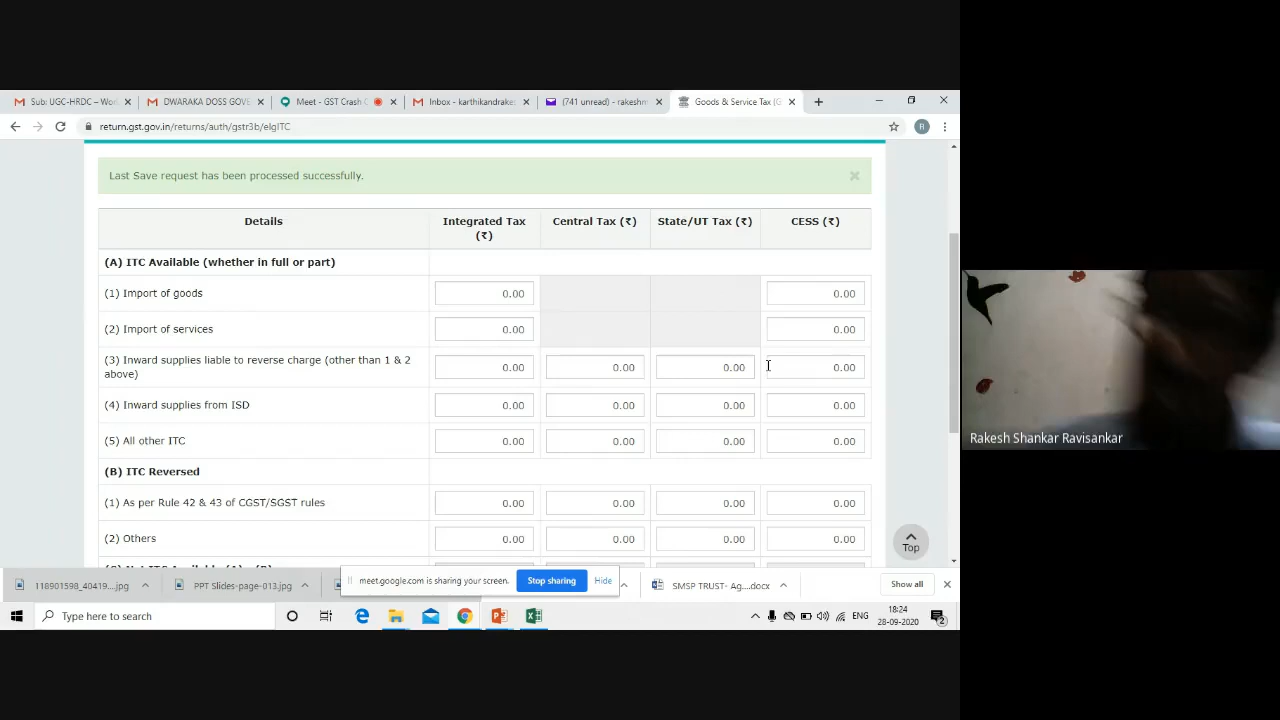 Sub: UGC-HRDC – Wor DWARAKA DOSS GOVE Meet - GST Crash C Inbox - karthikandrake (741 unread) - rakeshm Goods & Service Tax (G
return.gst.gov.in/returns/auth/gstr3b/elgITC R
Last Save request has been processed successfully.
Details Integrated Tax (₹) Central Tax (₹) State/UT Tax (₹) CESS (₹)
(A) ITC Available (whether in full or part)
(1) Import of goods 0.00 0.00
(2) Import of services 0.00 0.00
(3) Inward supplies liable to reverse charge (other than 1 & 2
above) 0.00 0.00 0.00 0.00
(4) Inward supplies from ISD 0.00 0.00 0.00 0.00
(5) All other ITC 0.00 0.00 0.00 0.00
(B) ITC Reversed
(1) As per Rule 42 & 43 of CGST/SGST rules 0.00 0.00 0.00 0.00
(2) Others 0.00 0.00 0.00 0.00
Top
118901598_40419....jpg PPT Slides-page-013.jpg meet.google.com is sharing your screen. Stop sharing Hide SMSP TRUST- Ag....docx Show all
Type here to search ENG 18:24
28-09-2020 2
Rakesh Shankar Ravisankar